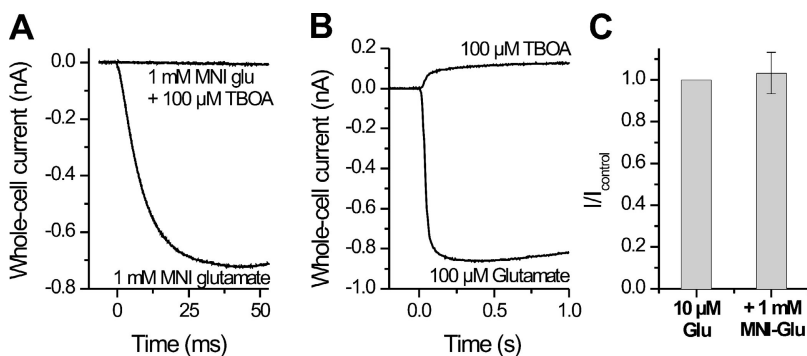 A
Whole-cell current (nA)
0.0
-0.2
-0.4
-0.6
-0.8
1 mM MNI glu
+ 100 µM TBOA
1 mM MNI glutamate
0
25
50
Time (ms)
B
Whole-cell current (nA)
0.2
0.0
-0.2
-0.4
-0.6
-0.8
-1.0
100 µM TBOA
100 µM Glutamate
0.0
0.5
1.0
Time (s)
C
I/Icontrol
1.0
0.8
0.6
0.4
0.2
0.0
10 µM
Glu
+ 1 mM
MNI-Glu